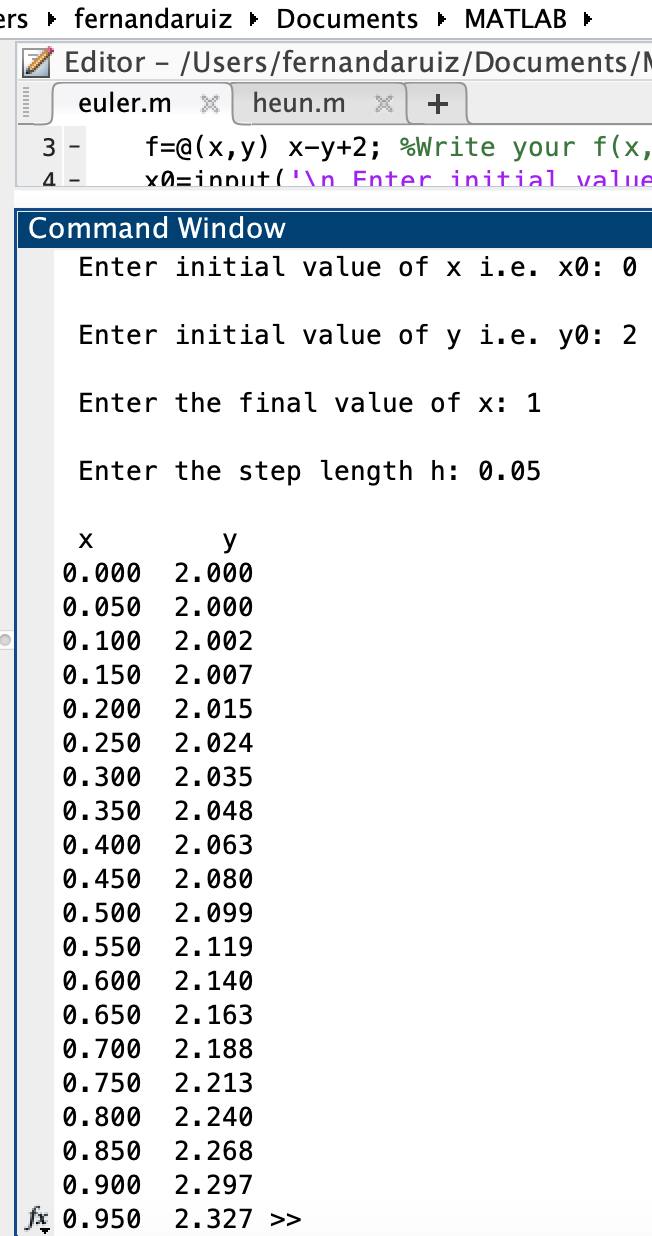 ers ▸ fernandaruiz ▸ Documents ▸ MATLAB ▸
Editor – /Users/fernandaruiz/Documents/
euler.m × heun.m × +
3 – f=@(x,y) x-y+2; %Write your f(x,
4 – x0=input('\n Enter initial value
Command Window
Enter initial value of x i.e. x0: 0
Enter initial value of y i.e. y0: 2
Enter the final value of x: 1
Enter the step length h: 0.05
x y
0.000 2.000
0.050 2.000
0.100 2.002
0.150 2.007
0.200 2.015
0.250 2.024
0.300 2.035
0.350 2.048
0.400 2.063
0.450 2.080
0.500 2.099
0.550 2.119
0.600 2.140
0.650 2.163
0.700 2.188
0.750 2.213
0.800 2.240
0.850 2.268
0.900 2.297
fx 0.950 2.327 >>